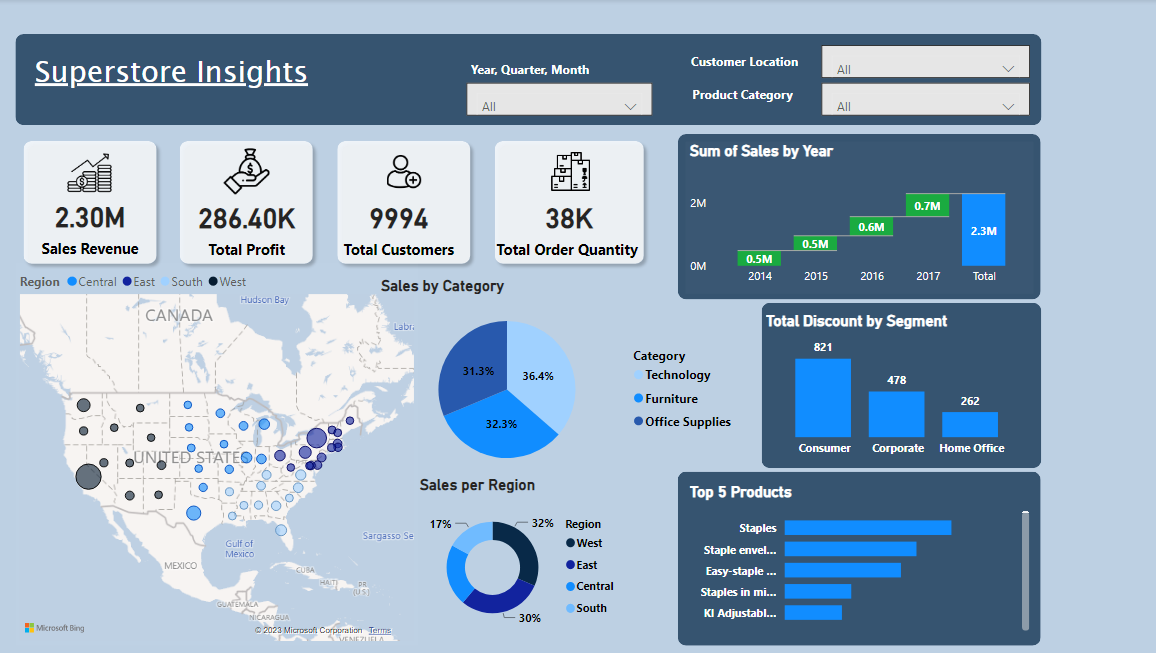 Superstore Insights
Year, Quarter, Month
All
Customer Location
All
Product Category
All
2.30M
Sales Revenue
286.40K
Total Profit
9994
Total Customers
38K
Total Order Quantity
Sum of Sales by Year
2M
0M
0.5M
0.5M
0.6M
0.7M
2.3M
2014
2015
2016
2017
Total
Region
Central
East
South
West
Hudson Bay
CANADA
Labra
UNITED STATES
Gulf of
Mexico
Sargasso Se
MEXICO
CUBA
HAITI
PR
(U.S.)
GUATEMALA
NICARAGUA
VENEZUELA
Microsoft Bing
© 2023 Microsoft Corporation
Terms
Sales by Category
31.3%
36.4%
32.3%
Category
Technology
Furniture
Office Supplies
Total Discount by Segment
821
478
262
Consumer
Corporate
Home Office
Sales per Region
17%
32%
30%
Region
West
East
Central
South
Top 5 Products
Staples
Staple envel...
Easy-staple ...
Staples in mi...
KI Adjustabl...